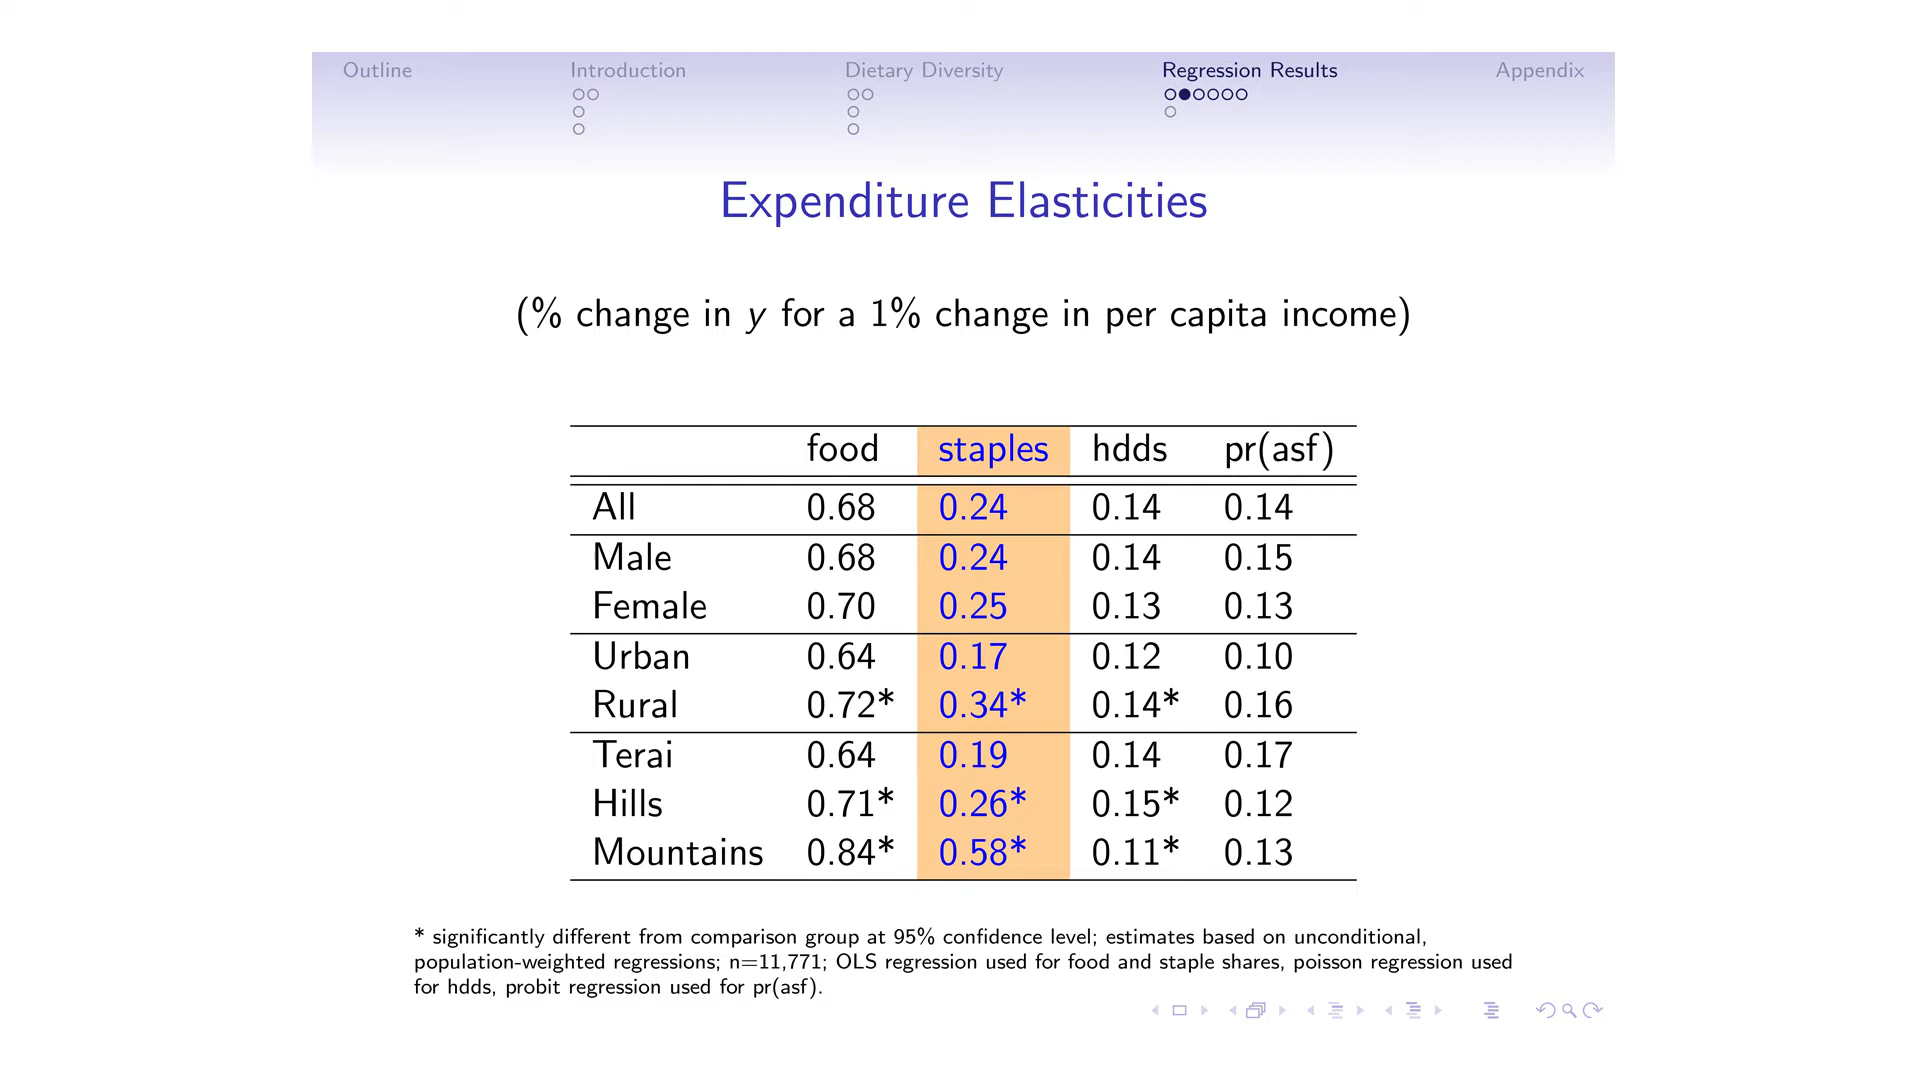 Outline Introduction Dietary Diversity Regression Results Appendix
Expenditure Elasticities
(% change in y for a 1% change in per capita income)
food staples hdds pr(asf)
All 0.68 0.24 0.14 0.14
Male 0.68 0.24 0.14 0.15
Female 0.70 0.25 0.13 0.13
Urban 0.64 0.17 0.12 0.10
Rural 0.72* 0.34* 0.14* 0.16
Terai 0.64 0.19 0.14 0.17
Hills 0.71* 0.26* 0.15* 0.12
Mountains 0.84* 0.58* 0.11* 0.13
* significantly different from comparison group at 95% confidence level; estimates based on unconditional,
population-weighted regressions; n=11,771; OLS regression used for food and staple shares, poisson regression used
for hdds, probit regression used for pr(asf).